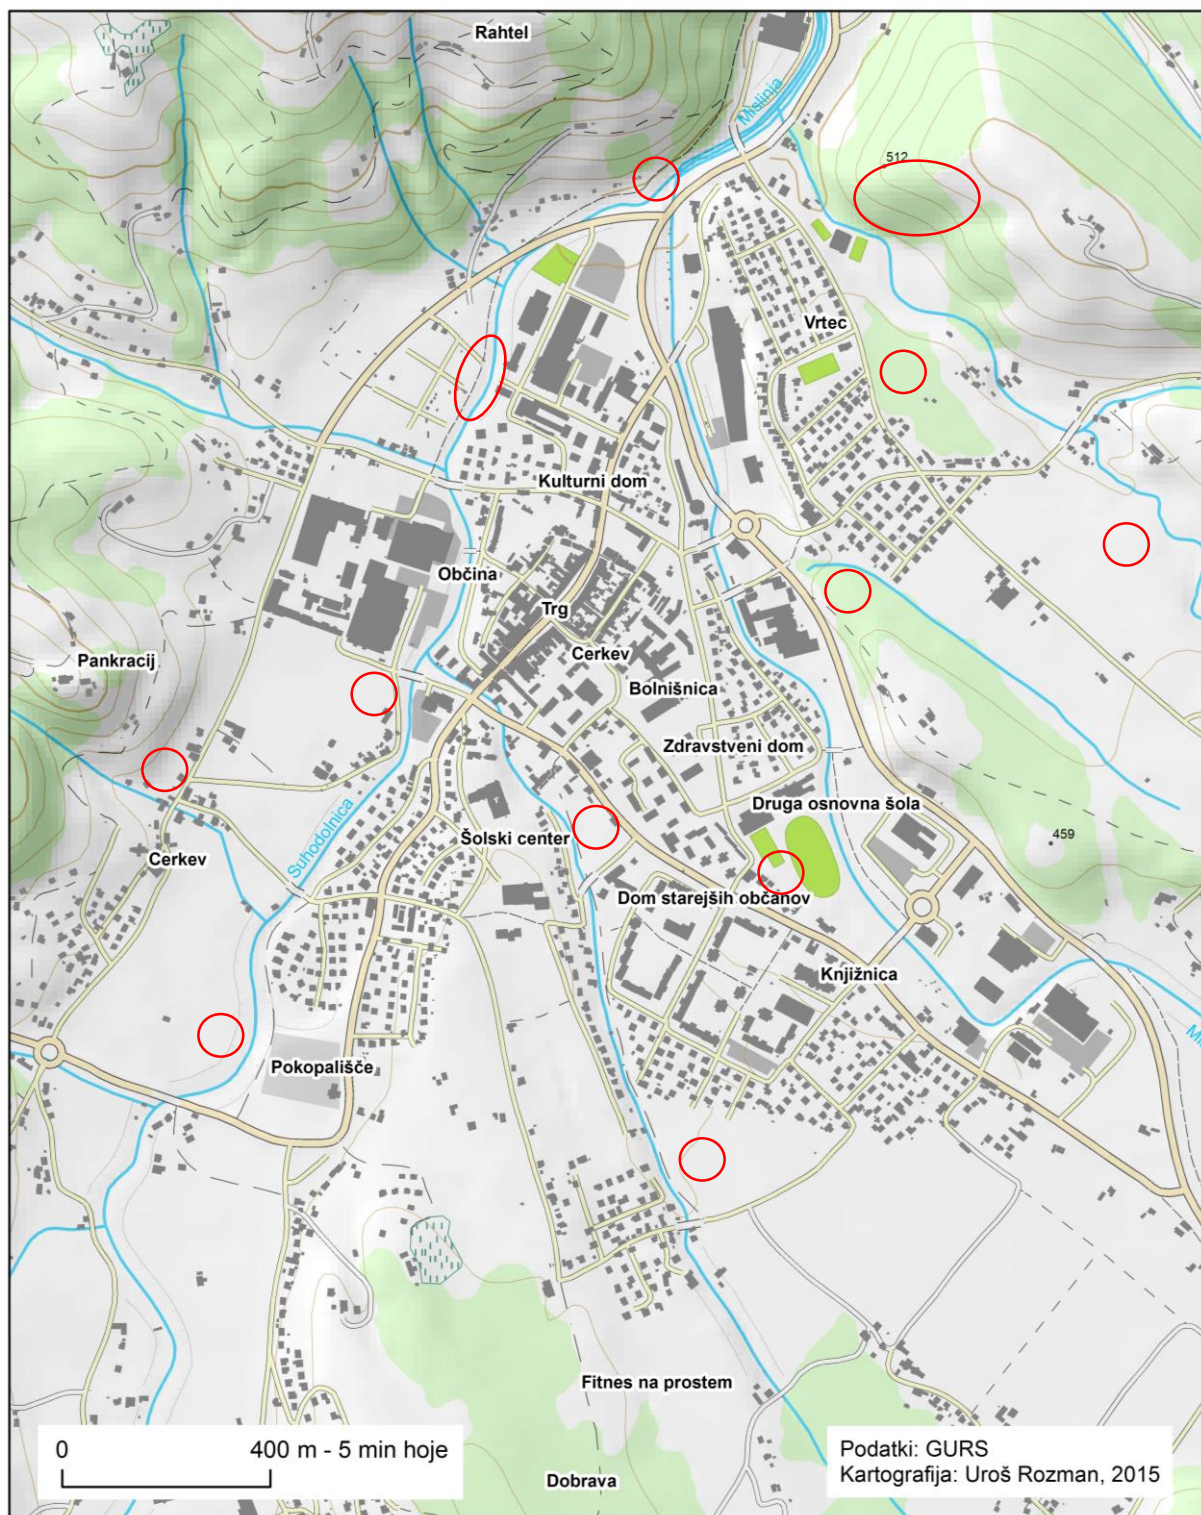 Rahtel
Mislinja
512
Vrtec
Kulturni dom
Občina
Trg
Cerkev
Pankracij
Bolnišnica
Zdravstveni dom
Druga osnovna šola
Suhodolnica
Šolski center
459
Cerkev
Dom starejših občanov
Knjižnica
Pokopališče
Fitnes na prostem
0 400 m - 5 min hoje
Podatki: GURS
Kartografija: Uroš Rozman, 2015
Dobrava